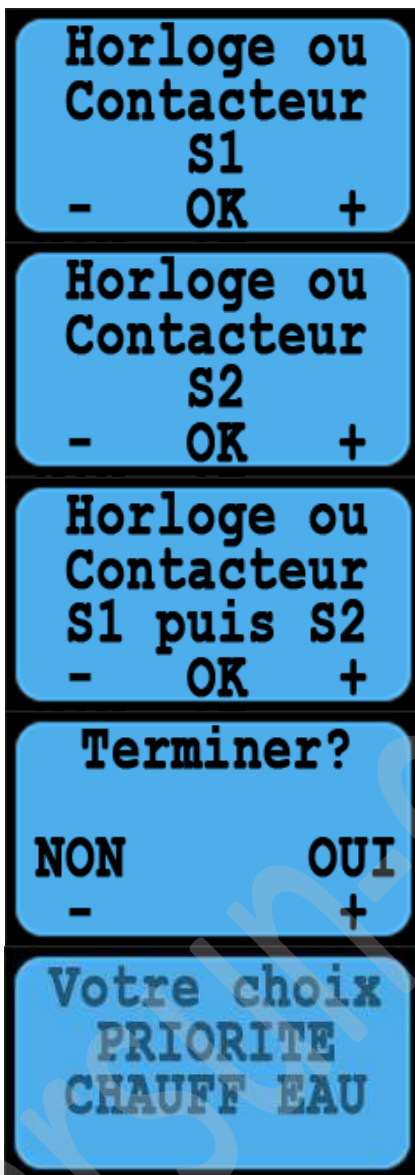 Horloge ou
Contacteur
S1
- OK +
Horloge ou
Contacteur
S2
- OK +
Horloge ou
Contacteur
S1 puis S2
- OK +
Terminer?
NON OUI
- +
Votre choix
PRIORITE
CHAUFF EAU